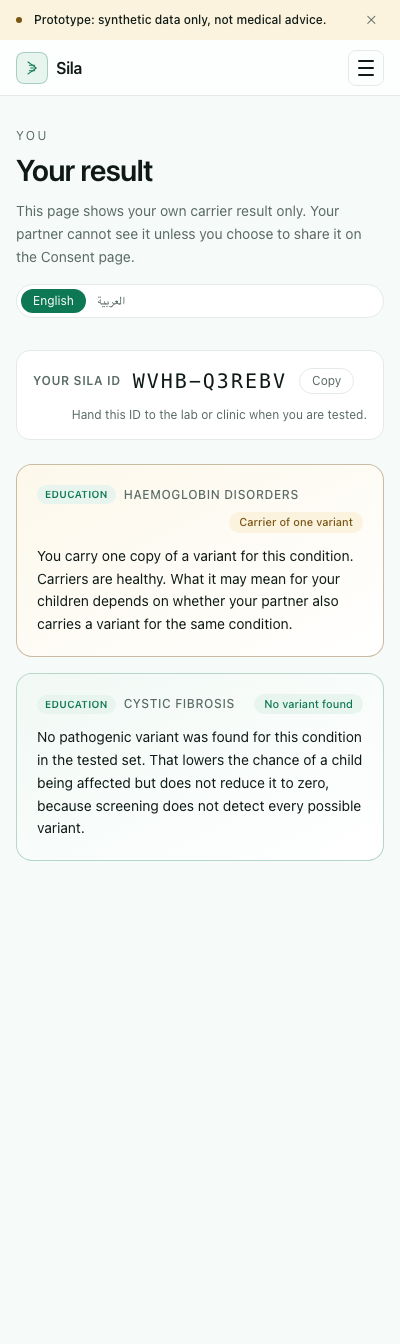 Prototype: synthetic data only, not medical advice.
Sila
YOU
Your result
This page shows your own carrier result only. Your
partner cannot see it unless you choose to share it on
the Consent page.
English العربية
YOUR SILA ID WVHB–Q3REBV Copy
Hand this ID to the lab or clinic when you are tested.
EDUCATION HAEMOGLOBIN DISORDERS
Carrier of one variant
You carry one copy of a variant for this condition.
Carriers are healthy. What it may mean for your
children depends on whether your partner also
carries a variant for the same condition.
EDUCATION CYSTIC FIBROSIS No variant found
No pathogenic variant was found for this condition
in the tested set. That lowers the chance of a child
being affected but does not reduce it to zero,
because screening does not detect every possible
variant.